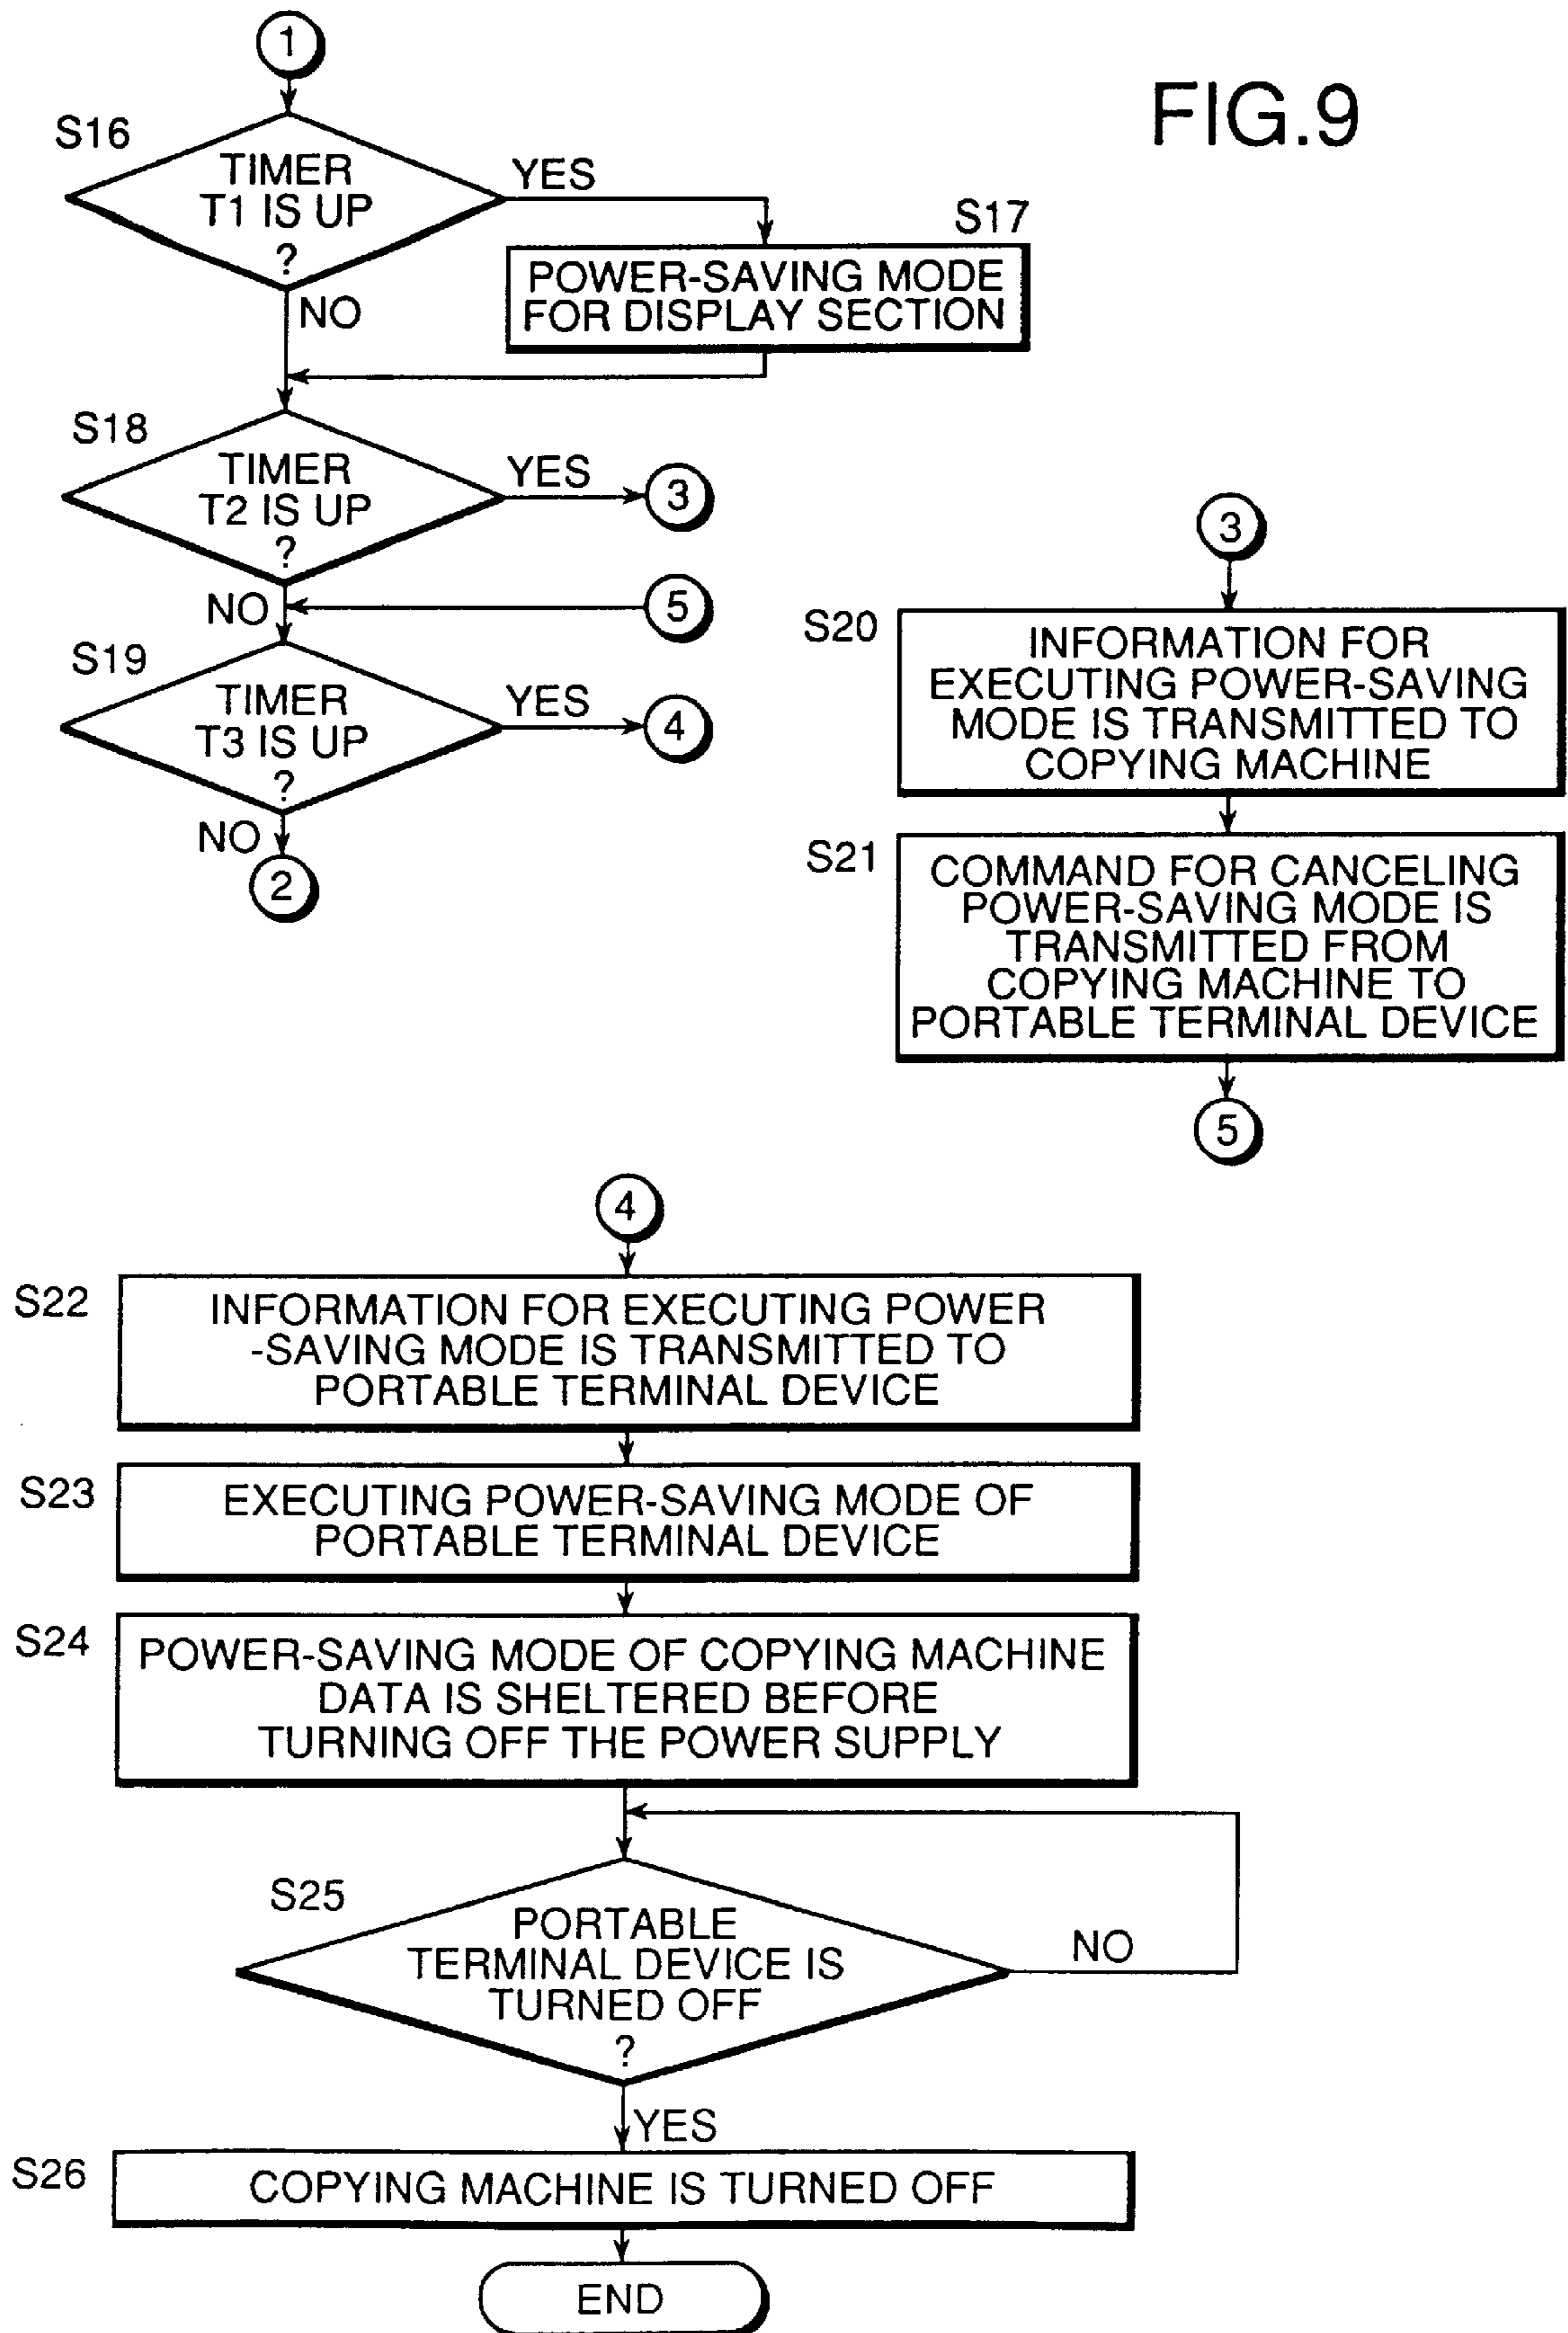 FIG.9
1
S16
TIMER
T1 IS UP
?
YES
NO
S17
POWER-SAVING MODE
FOR DISPLAY SECTION
S18
TIMER
T2 IS UP
?
YES
3
NO
5
S19
TIMER
T3 IS UP
?
YES
4
NO
2
3
S20
INFORMATION FOR
EXECUTING POWER-SAVING
MODE IS TRANSMITTED TO
COPYING MACHINE
S21
COMMAND FOR CANCELING
POWER-SAVING MODE IS
TRANSMITTED FROM
COPYING MACHINE TO
PORTABLE TERMINAL DEVICE
5
4
S22
INFORMATION FOR EXECUTING POWER
-SAVING MODE IS TRANSMITTED TO
PORTABLE TERMINAL DEVICE
S23
EXECUTING POWER-SAVING MODE OF
PORTABLE TERMINAL DEVICE
S24
POWER-SAVING MODE OF COPYING MACHINE
DATA IS SHELTERED BEFORE
TURNING OFF THE POWER SUPPLY
S25
PORTABLE
TERMINAL DEVICE IS
TURNED OFF
?
NO
YES
S26
COPYING MACHINE IS TURNED OFF
END